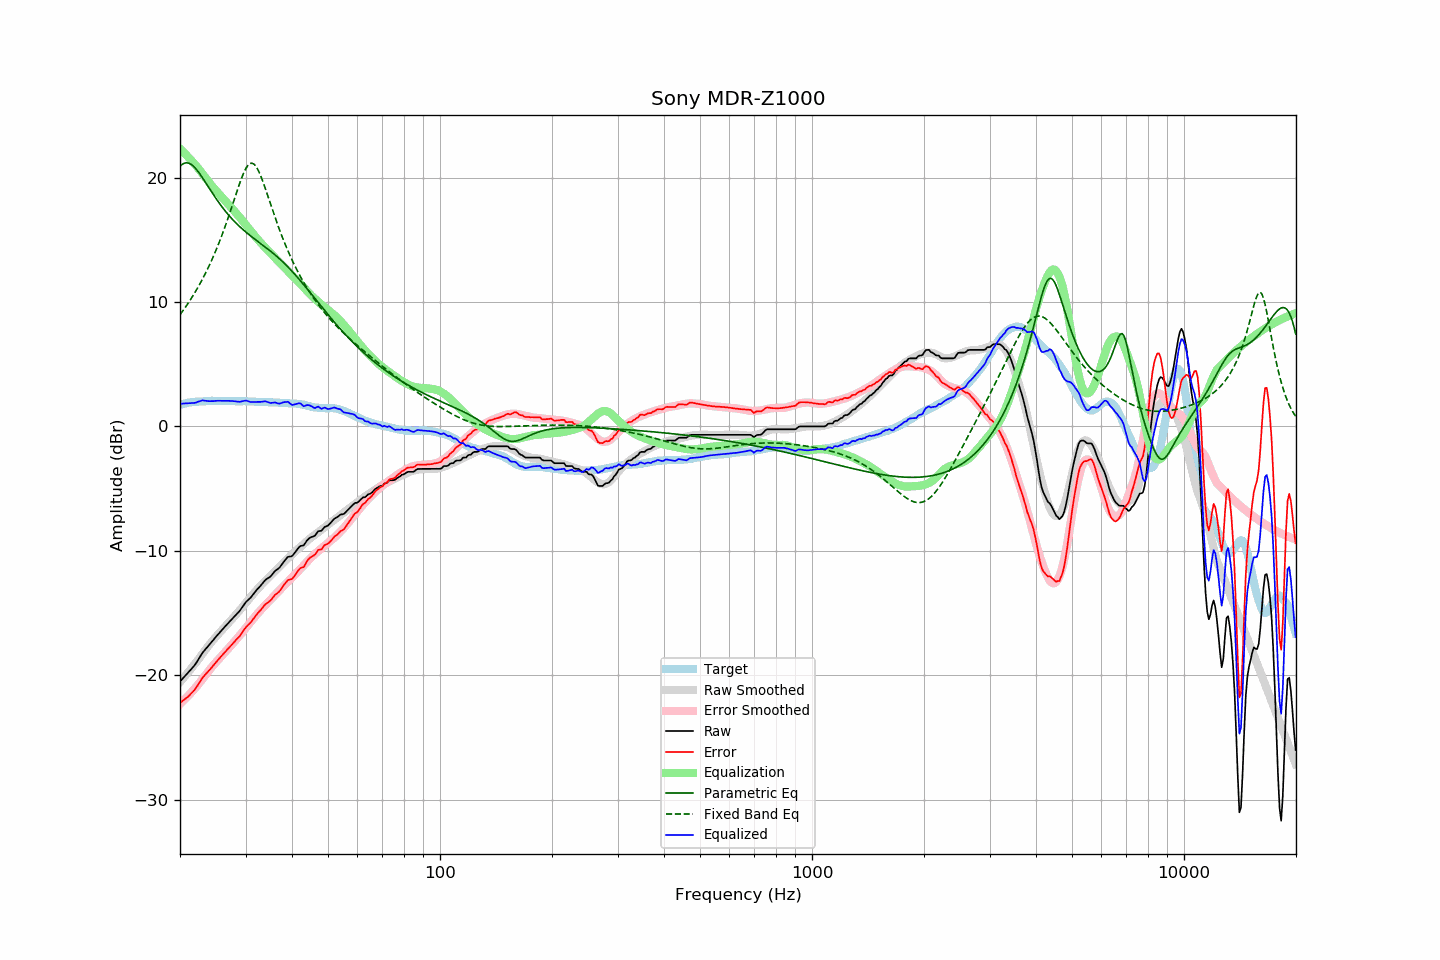 Sony MDR-Z1000
Amplitude (dBr)
20
10
0
−10
−20
−30
Target
Raw Smoothed
Error Smoothed
Raw
Error
Equalization
Parametric Eq
Fixed Band Eq
Equalized
100
1000
10000
Frequency (Hz)